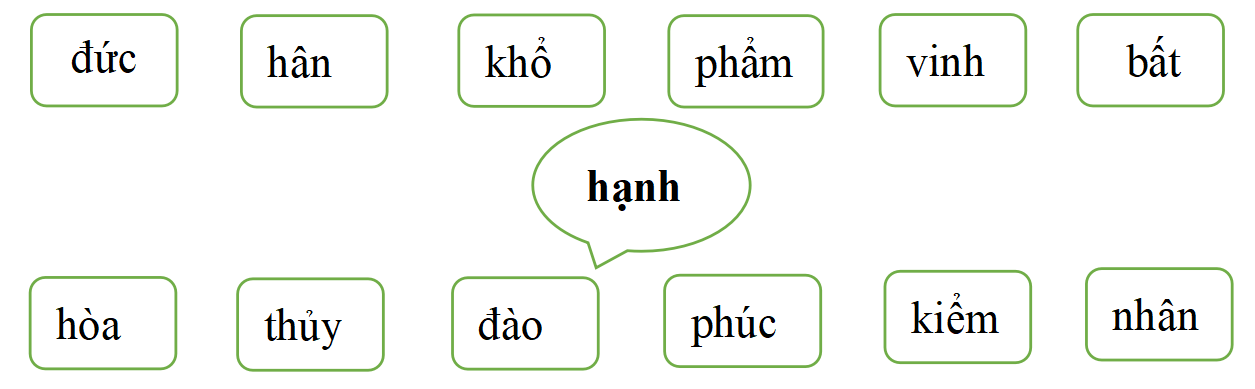 đức hân khổ phẩm vinh bất
hạnh
hòa thủy đào phúc kiểm nhân